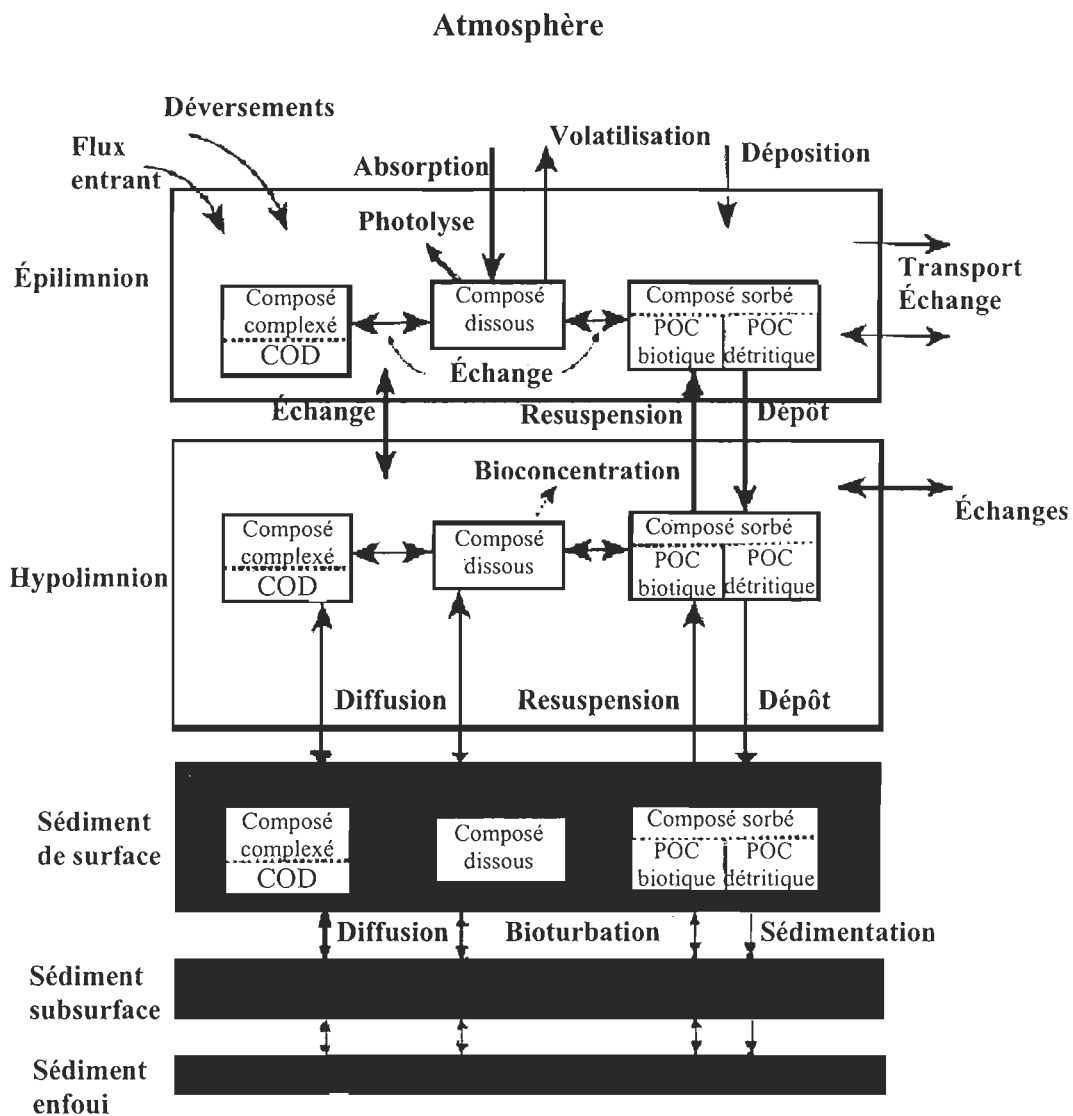 Atmosphère
Déversements
Flux
entrant
Absorption
Volatilisation
Déposition
Photolyse
Épilimnion
Composé
complexé
COD
Composé
dissous
Composé sorbé
POC
biotique
POC
détritique
Transport
Échange
Échange
Échange
Resuspension
Dépôt
Bioconcentration
Échanges
Hypolimnion
Composé
complexé
COD
Composé
dissous
Composé sorbé
POC
biotique
POC
détritique
Diffusion
Resuspension
Dépôt
Sédiment
de surface
Composé
complexé
COD
Composé
dissous
Composé sorbé
POC
biotique
POC
détritique
Diffusion
Bioturbation
Sédimentation
Sédiment
subsurface
Sédiment
enfoui